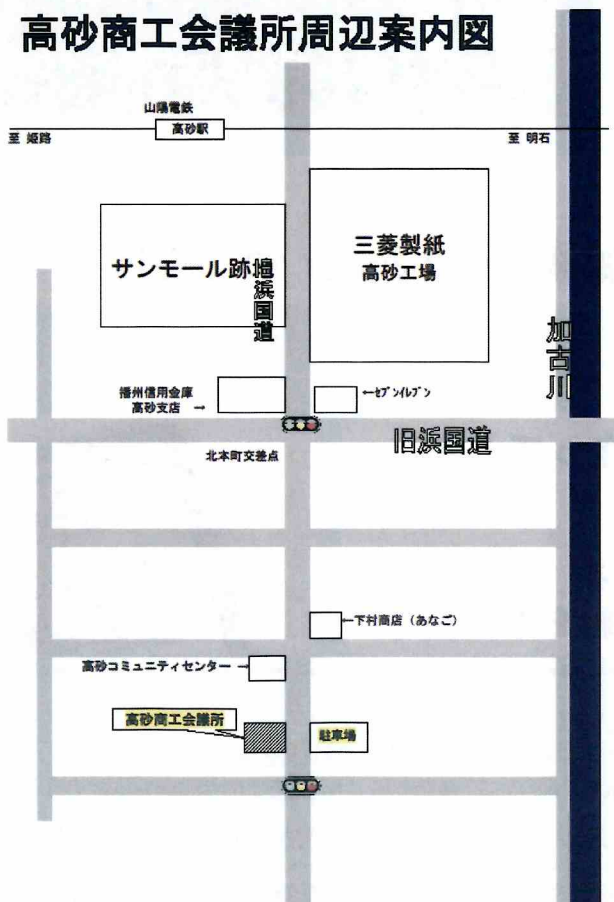 高砂商工会議所周辺案内図
山陽電鉄
高砂駅
至 姫路
至 明石
サンモール跡地
旧浜国道
三菱製紙
高砂工場
加古川
播州信用金庫
高砂支店 →
←ｾﾌﾞﾝｲﾚﾌﾞﾝ
旧浜国道
北本町交差点
←下村商店（あなご）
高砂コミュニティセンター →
高砂商工会議所
駐車場